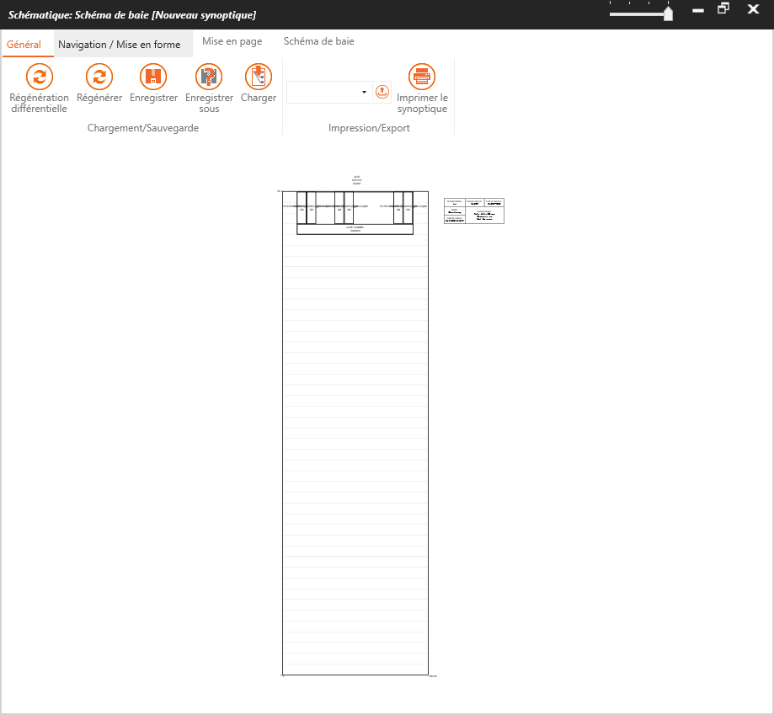 Schématique: Schéma de baie [Nouveau synoptique]
Général
Navigation / Mise en forme
Mise en page
Schéma de baie
Régénération différentielle
Régénérer
Enregistrer
Enregistrer sous
Charger
Imprimer le synoptique
Chargement/Sauvegarde
Impression/Export